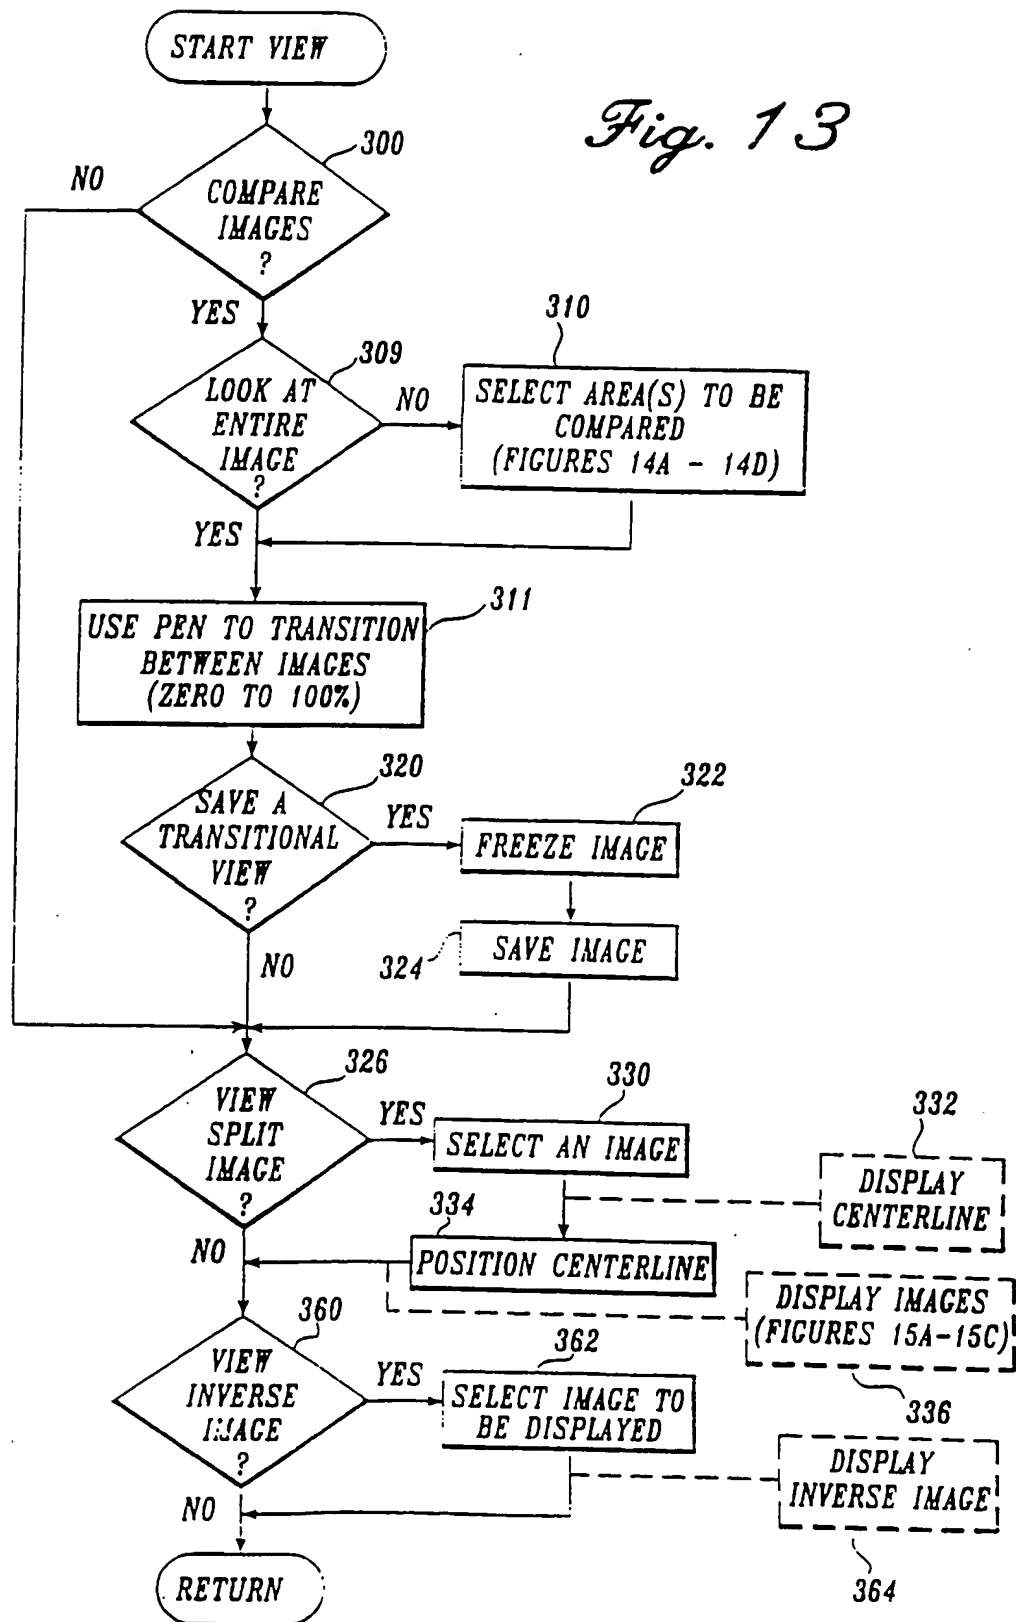 START VIEW
Fig. 13
300
NO
COMPARE
IMAGES
?
YES
309
310
LOOK AT
ENTIRE
IMAGE
?
NO
SELECT AREA(S) TO BE
COMPARED
(FIGURES 14A - 14D)
YES
311
USE PEN TO TRANSITION
BETWEEN IMAGES
(ZERO TO 100%)
320
322
SAVE A
TRANSITIONAL
VIEW
?
YES
FREEZE IMAGE
324
SAVE IMAGE
NO
326
330
332
VIEW
SPLIT
IMAGE
?
YES
SELECT AN IMAGE
DISPLAY
CENTERLINE
334
NO
POSITION CENTERLINE
DISPLAY IMAGES
(FIGURES 15A-15C)
336
360
362
VIEW
INVERSE
IMAGE
?
YES
SELECT IMAGE TO
BE DISPLAYED
DISPLAY
INVERSE IMAGE
364
NO
RETURN